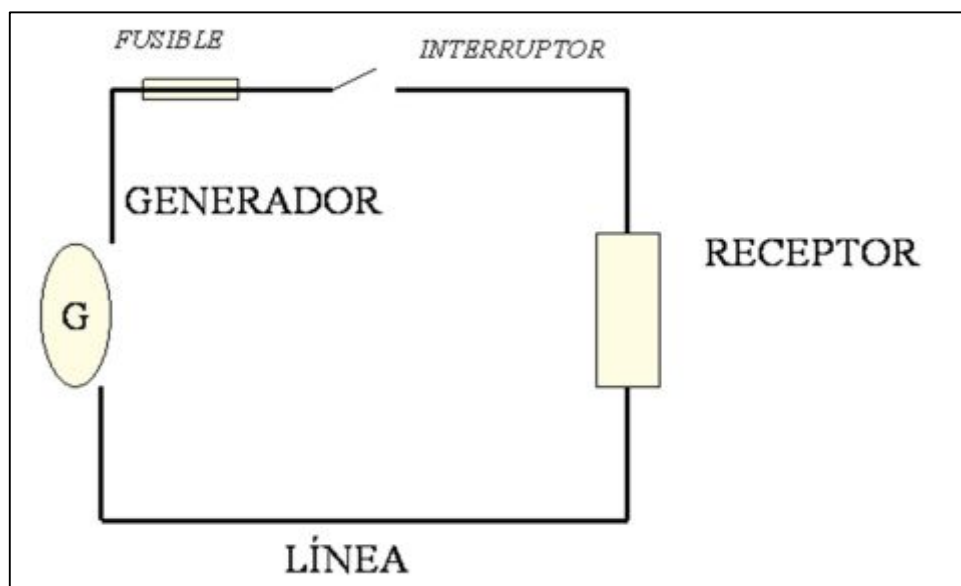 FUSIBLE
INTERRUPTOR
GENERADOR
RECEPTOR
G
LÍNEA